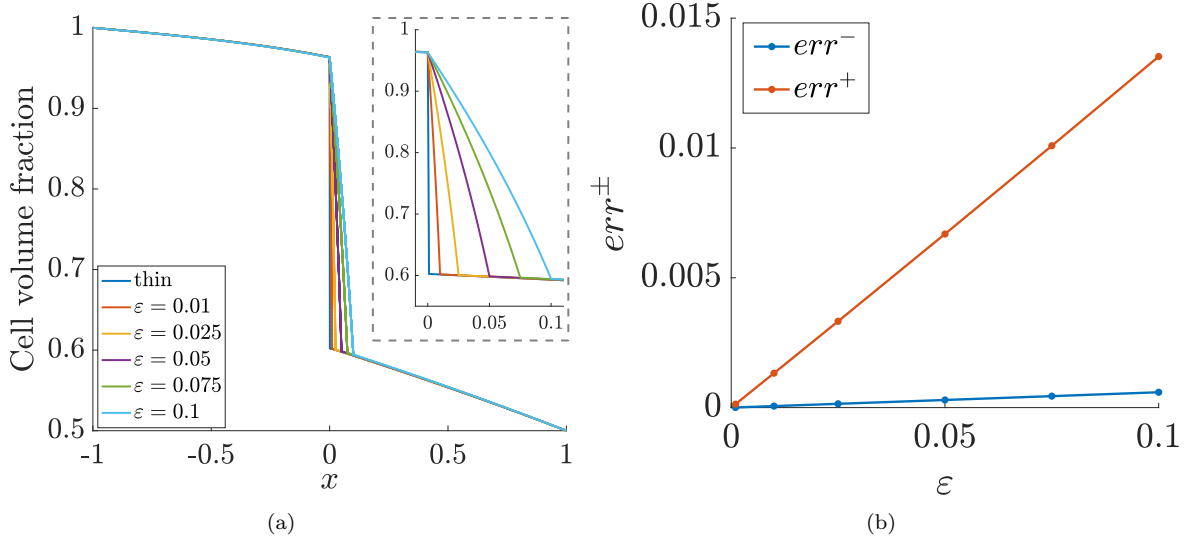 1
0.9
0.8
0.7
0.6
0.5
Cell volume fraction
-1
-0.5
0
0.5
1
x
thin
ε = 0.01
ε = 0.025
ε = 0.05
ε = 0.075
ε = 0.1
1
0.9
0.8
0.7
0.6
0
0.05
0.1
(a)
0.015
0.01
0.005
0
err±
err−
err+
0
0.05
0.1
ε
(b)